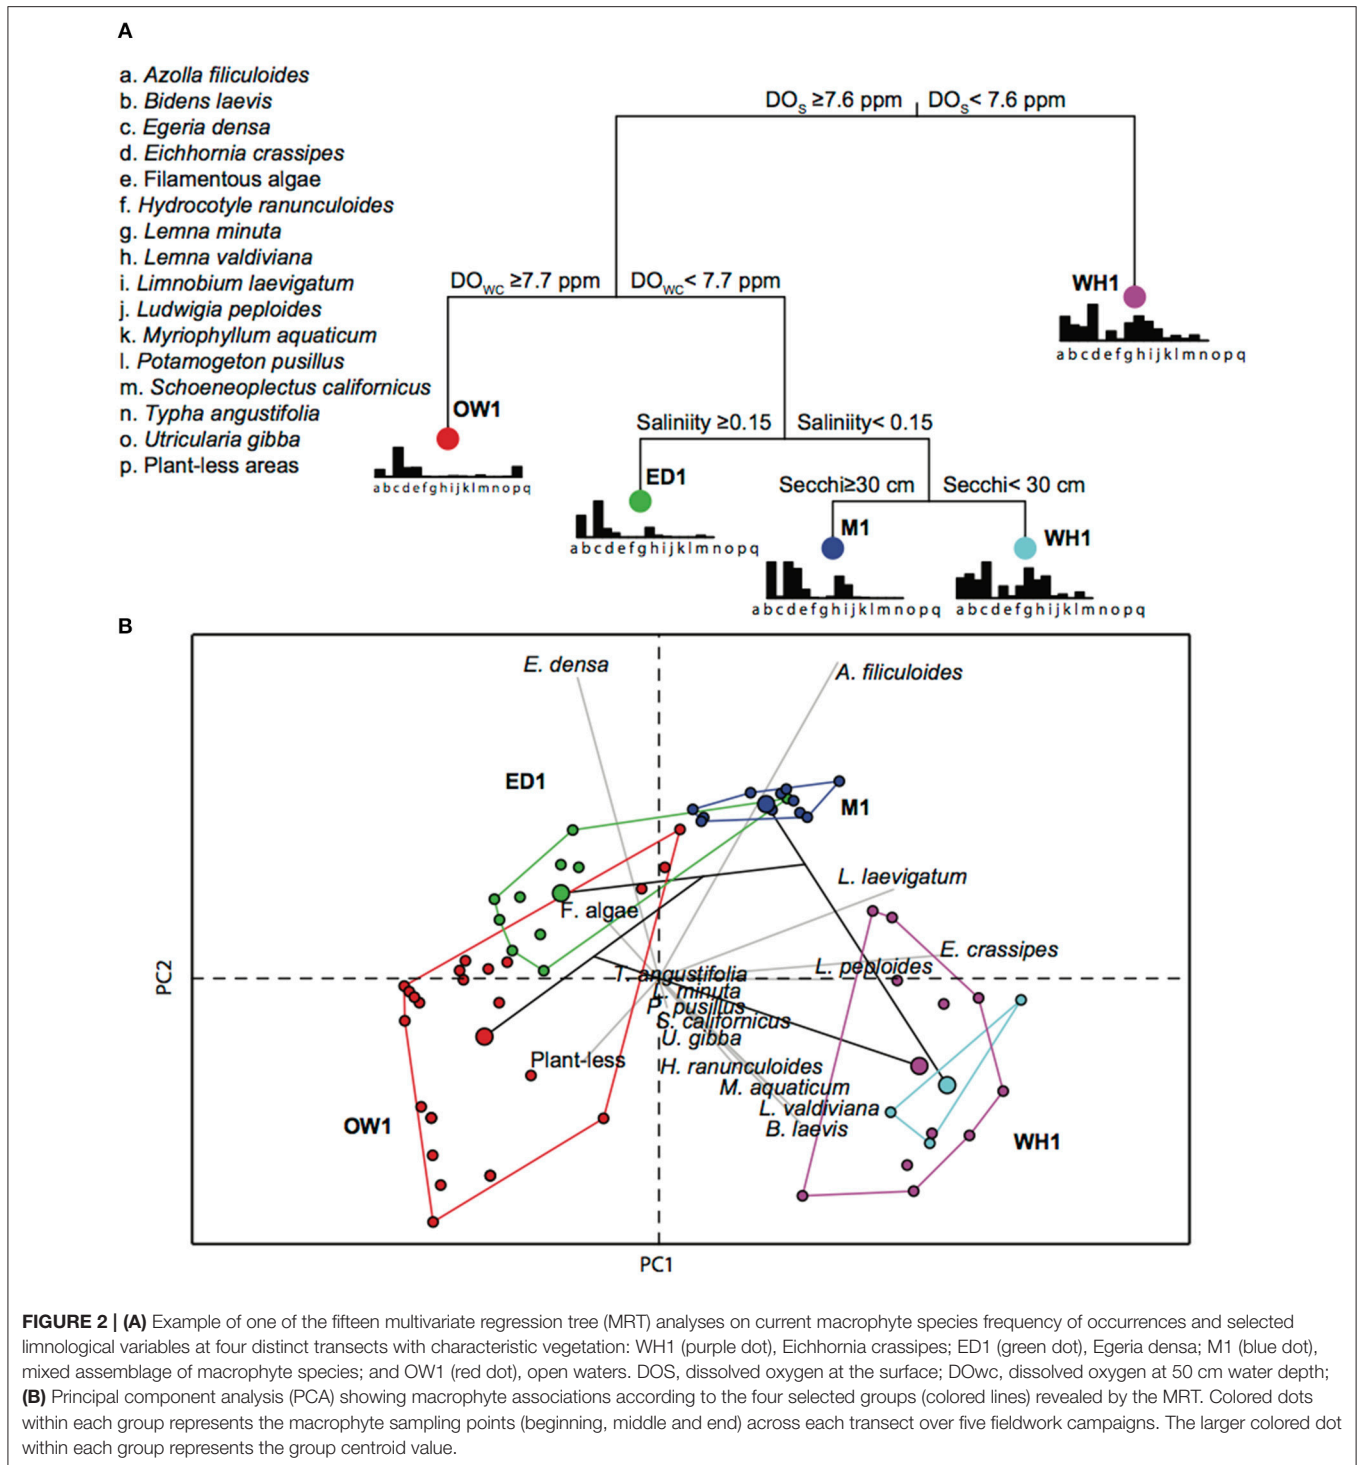 A
a. Azolla filiculoides
b. Bidens laevis
c. Egeria densa
d. Eichhornia crassipes
e. Filamentous algae
f. Hydrocotyle ranunculoides
g. Lemna minuta
h. Lemna valdiviana
i. Limnobium laevigatum
j. Ludwigia peploides
k. Myriophyllum aquaticum
l. Potamogeton pusillus
m. Schoeneoplectus californicus
n. Typha angustifolia
o. Utricularia gibba
p. Plant-less areas
DOS ≥7.6 ppm DOS< 7.6 ppm
DOWC ≥7.7 ppm DOWC< 7.7 ppm
WH1
abcdefghijklmnopq
OW1
abcdefghijklmnopq
Saliniity ≥0.15 Saliniity< 0.15
ED1
abcdefghijklmnopq
Secchi≥30 cm Secchi< 30 cm
M1
abcdefghijklmnopq
WH1
abcdefghijklmnopq
B
E. densa
A. filiculoides
ED1
M1
L. laevigatum
F. algae
E. crassipes
L. peploides
T. angustifolia
L. minuta
P. pusillus
S. californicus
U. gibba
Plant-less
H. ranunculoides
M. aquaticum
L. valdiviana
B. laevis
OW1
WH1
PC2
PC1
FIGURE 2 | (A) Example of one of the fifteen multivariate regression tree (MRT) analyses on current macrophyte species frequency of occurrences and selected
limnological variables at four distinct transects with characteristic vegetation: WH1 (purple dot), Eichhornia crassipes; ED1 (green dot), Egeria densa; M1 (blue dot),
mixed assemblage of macrophyte species; and OW1 (red dot), open waters. DOS, dissolved oxygen at the surface; DOwc, dissolved oxygen at 50 cm water depth;
(B) Principal component analysis (PCA) showing macrophyte associations according to the four selected groups (colored lines) revealed by the MRT. Colored dots
within each group represents the macrophyte sampling points (beginning, middle and end) across each transect over five fieldwork campaigns. The larger colored dot
within each group represents the group centroid value.